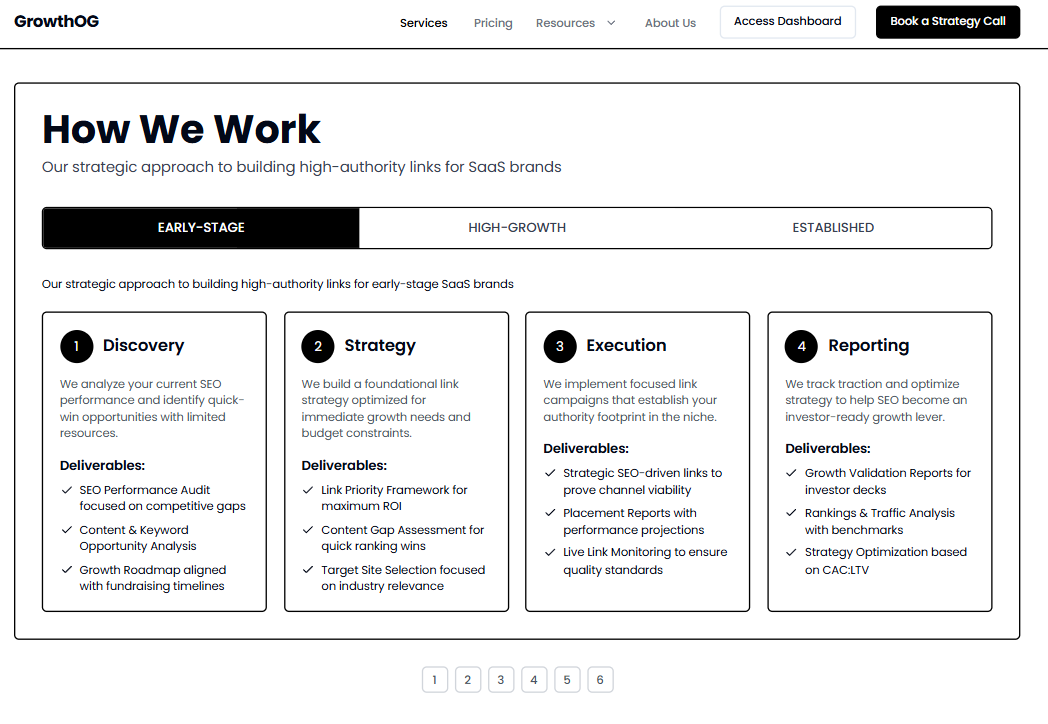 GrowthOG
Services
Pricing
Resources
About Us
Access Dashboard
Book a Strategy Call
How We Work
Our strategic approach to building high-authority links for SaaS brands
EARLY-STAGE
HIGH-GROWTH
ESTABLISHED
Our strategic approach to building high-authority links for early-stage SaaS brands
1 Discovery
We analyze your current SEO
performance and identify quick-
win opportunities with limited
resources.
Deliverables:
SEO Performance Audit
focused on competitive gaps
Content & Keyword
Opportunity Analysis
Growth Roadmap aligned
with fundraising timelines
2 Strategy
We build a foundational link
strategy optimized for
immediate growth needs and
budget constraints.
Deliverables:
Link Priority Framework for
maximum ROI
Content Gap Assessment for
quick ranking wins
Target Site Selection focused
on industry relevance
3 Execution
We implement focused link
campaigns that establish your
authority footprint in the niche.
Deliverables:
Strategic SEO-driven links to
prove channel viability
Placement Reports with
performance projections
Live Link Monitoring to ensure
quality standards
4 Reporting
We track traction and optimize
strategy to help SEO become an
investor-ready growth lever.
Deliverables:
Growth Validation Reports for
investor decks
Rankings & Traffic Analysis
with benchmarks
Strategy Optimization based
on CAC:LTV
1 2 3 4 5 6